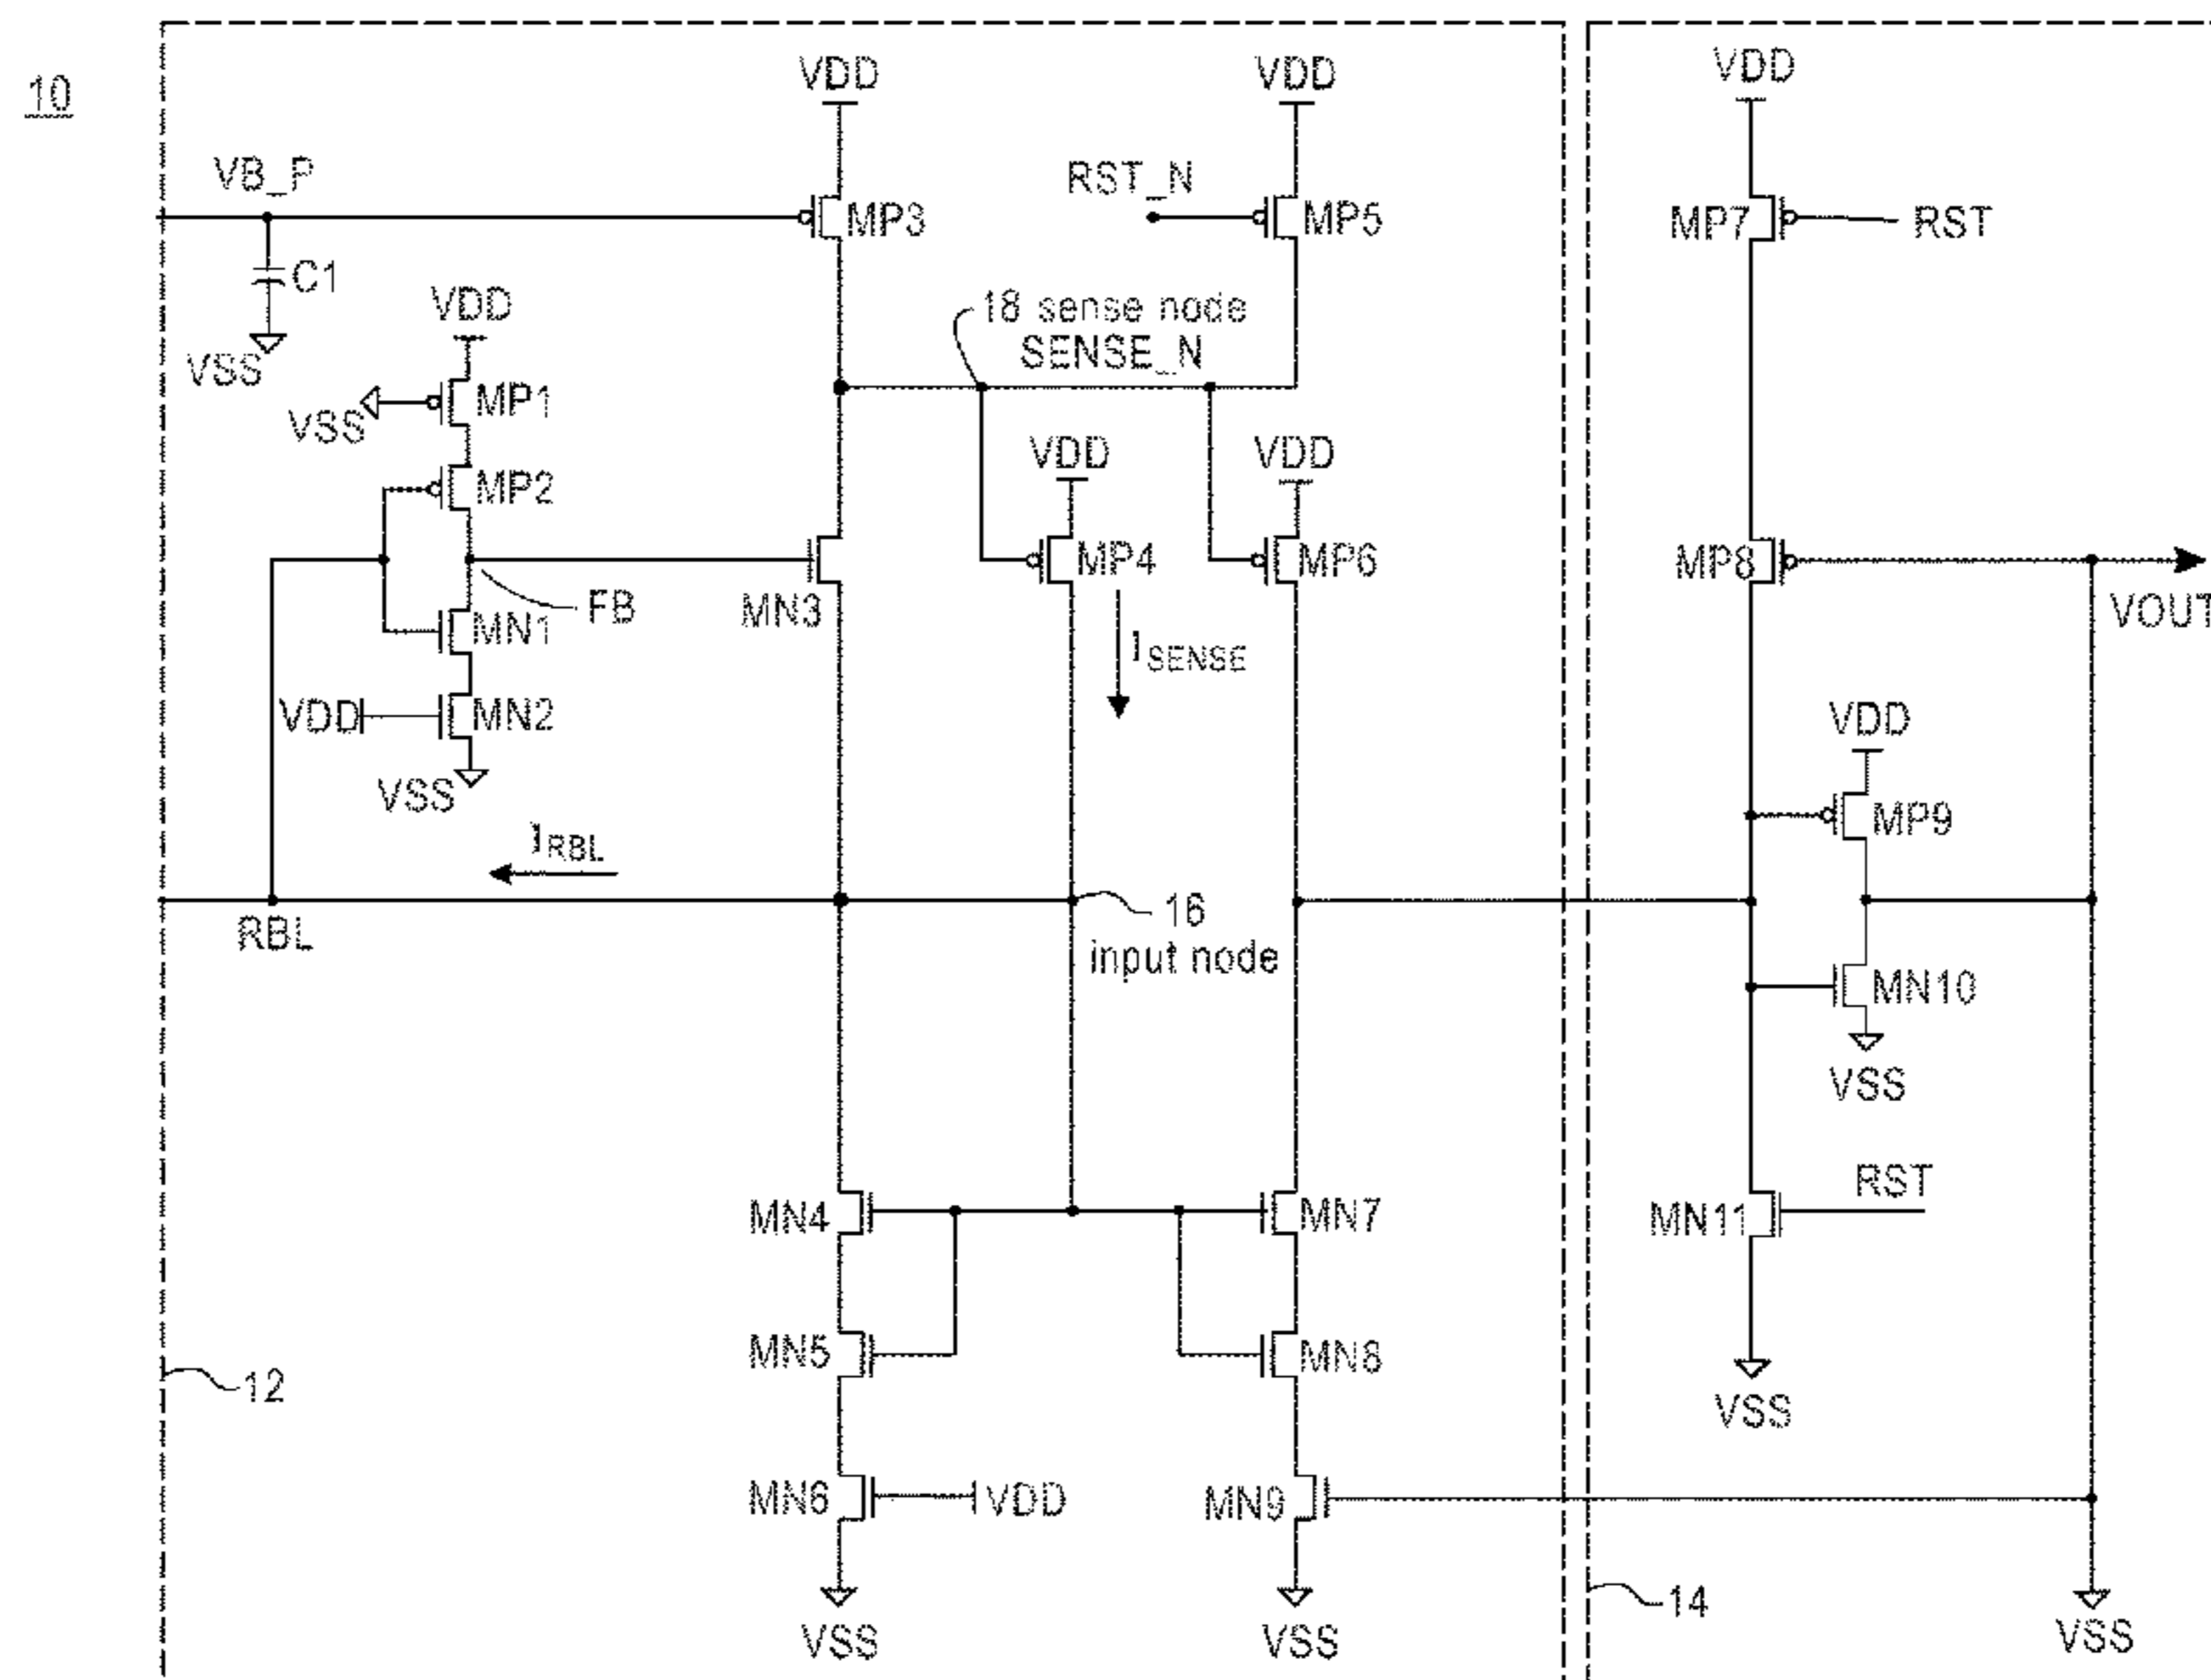 10
VDD
VDD
VDD
VB_P
RST_N
MP3
MP5
MP7
RST
C1
VSS
VDD
18 sense node
SENSE_N
VSS
MP1
MP2
VDD
VDD
MP4
MP6
MP8
VOUT
FB
MN1
MN3
ISENSE
VDD
MN2
VSS
VDD
MP9
IRBL
RBL
16
input node
MN10
VSS
MN4
MN7
RST
MN11
MN5
MN8
VSS
12
MN6
VDD
MN9
14
VSS
VSS
VSS